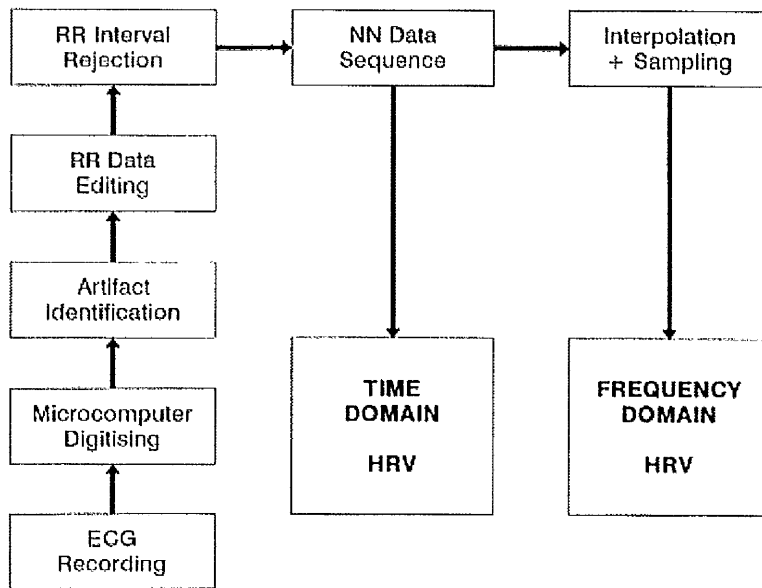 RR Interval
Rejection
NN Data
Sequence
Interpolation
+ Sampling
RR Data
Editing
Artifact
Identification
Microcomputer
Digitising
ECG
Recording
TIME
DOMAIN
HRV
FREQUENCY
DOMAIN
HRV